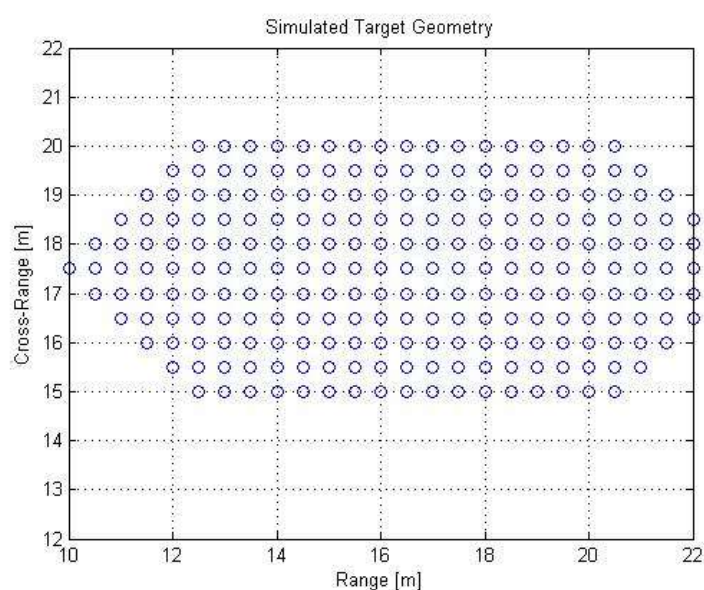 Simulated Target Geometry
22
21
20
19
18
17
16
15
14
13
12
Cross-Range [m]
10 12 14 16 18 20 22
Range [m]